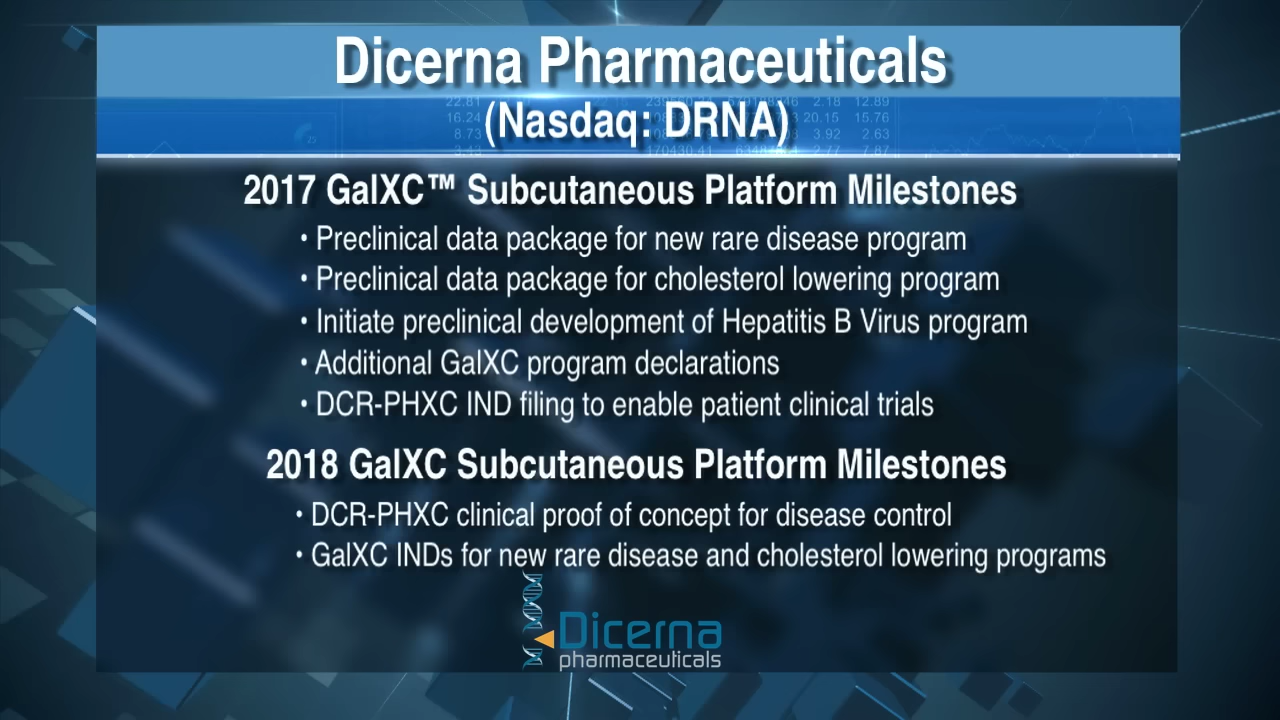 Dicerna Pharmaceuticals
(Nasdaq: DRNA)
2017 GalXC™ Subcutaneous Platform Milestones
• Preclinical data package for new rare disease program
• Preclinical data package for cholesterol lowering program
• Initiate preclinical development of Hepatitis B Virus program
• Additional GalXC program declarations
• DCR-PHXC IND filing to enable patient clinical trials
2018 GalXC Subcutaneous Platform Milestones
• DCR-PHXC clinical proof of concept for disease control
• GalXC INDs for new rare disease and cholesterol lowering programs
Dicerna
pharmaceuticals